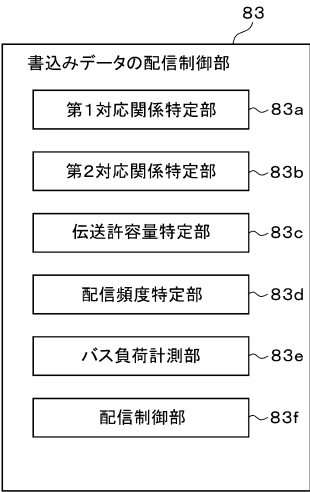 83
書込みデータの配信制御部
第1対応関係特定部 83a
第2対応関係特定部 83b
伝送許容量特定部 83c
配信頻度特定部 83d
バス負荷計測部 83e
配信制御部 83f